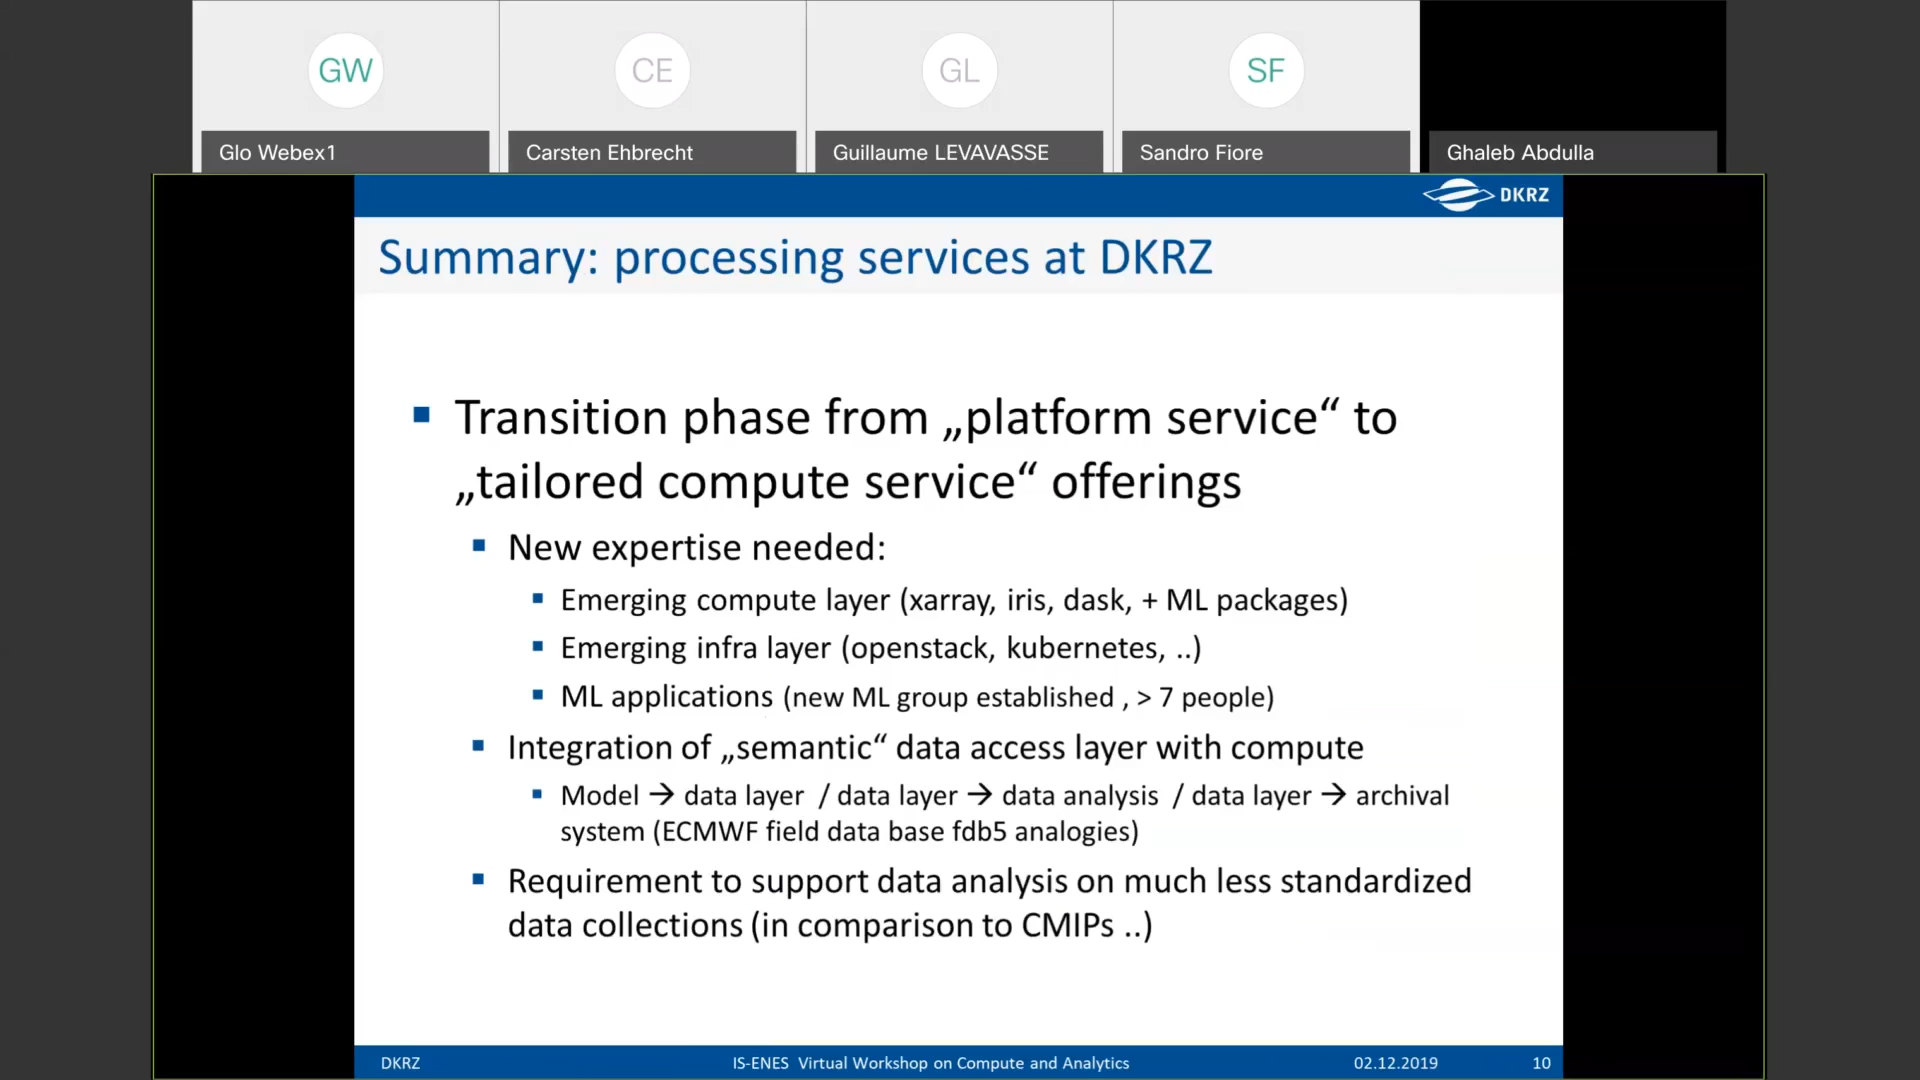 GW
CE
GL
SF
Glo Webex1
Carsten Ehbrecht
Guillaume LEVAVASSE
Sandro Fiore
Ghaleb Abdulla
DKRZ
Summary: processing services at DKRZ
Transition phase from „platform service“ to
„tailored compute service“ offerings
New expertise needed:
Emerging compute layer (xarray, iris, dask, + ML packages)
Emerging infra layer (openstack, kubernetes, ..)
ML applications (new ML group established , > 7 people)
Integration of „semantic“ data access layer with compute
Model → data layer / data layer → data analysis / data layer → archival
system (ECMWF field data base fdb5 analogies)
Requirement to support data analysis on much less standardized
data collections (in comparison to CMIPs ..)
DKRZ
IS-ENES Virtual Workshop on Compute and Analytics
02.12.2019
10